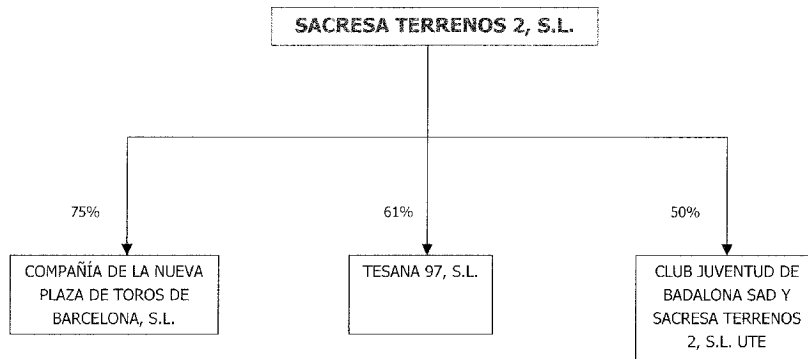 SACRESA TERRENOS 2, S.L.
75%
61%
50%
COMPAÑÍA DE LA NUEVA
PLAZA DE TOROS DE
BARCELONA, S.L.
TESANA 97, S.L.
CLUB JUVENTUD DE
BADALONA SAD Y
SACRESA TERRENOS
2, S.L. UTE